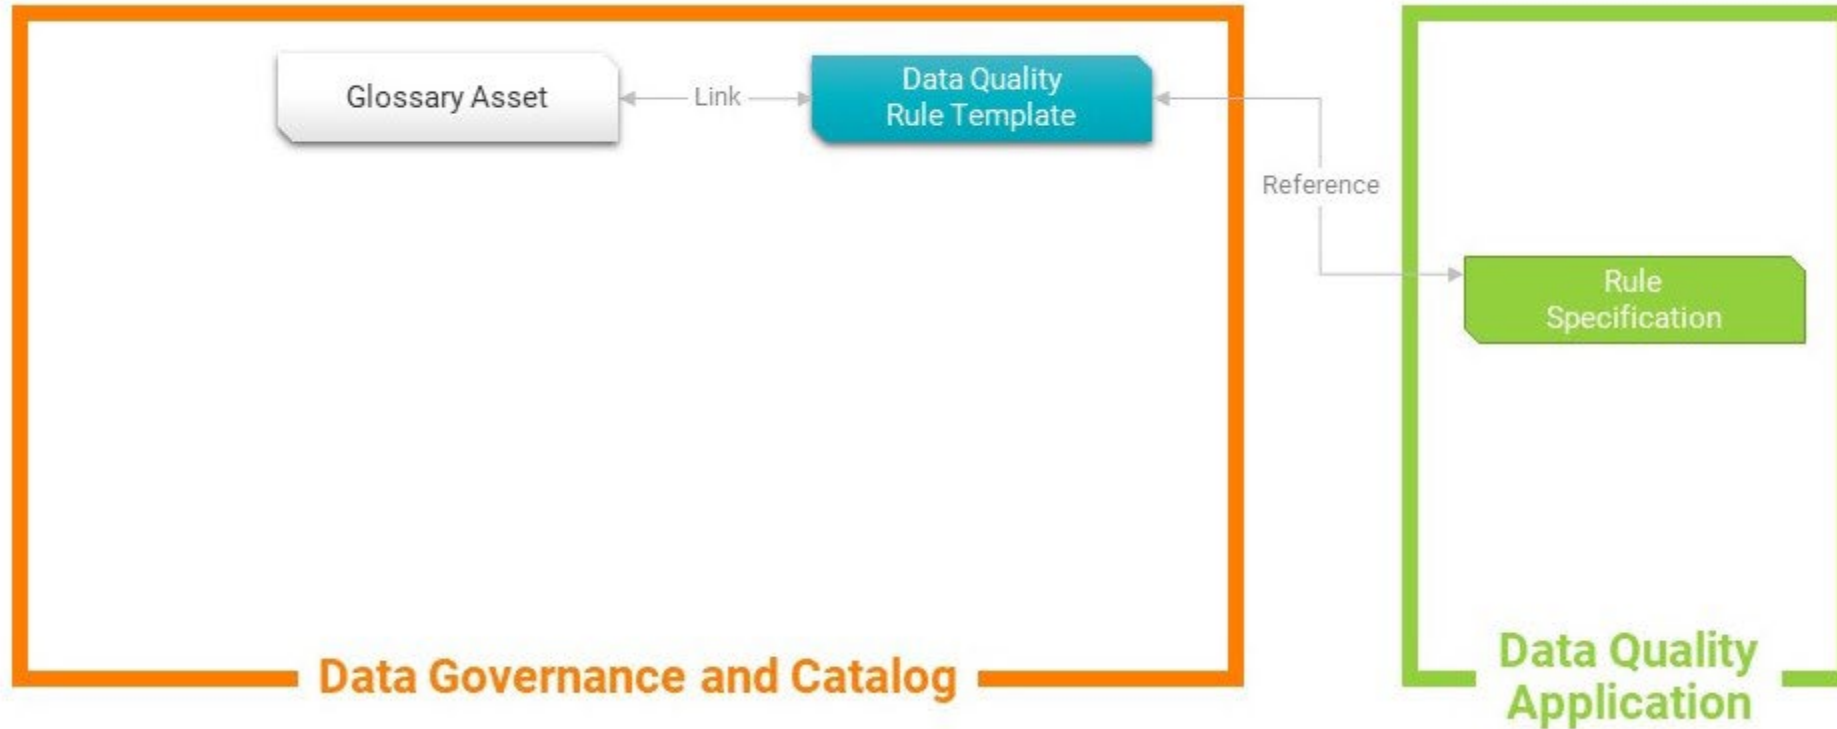 Glossary Asset
Link
Data Quality
Rule Template
Reference
Rule
Specification
Data Governance and Catalog
Data Quality
Application